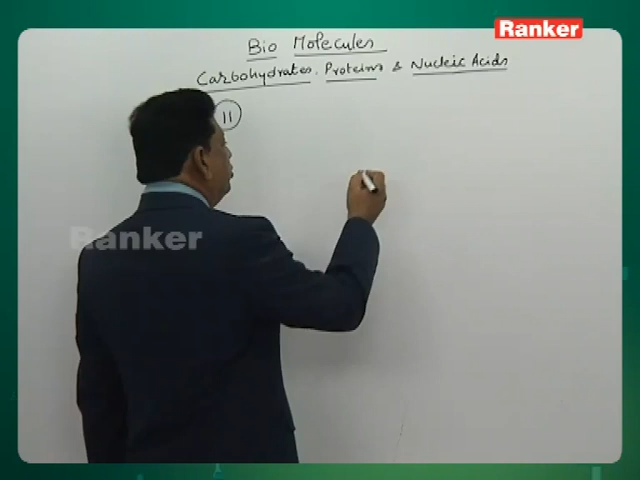 Ranker
Bio Molecules
Carbohydrates, Proteins & Nucleic Acids
11
Ranker